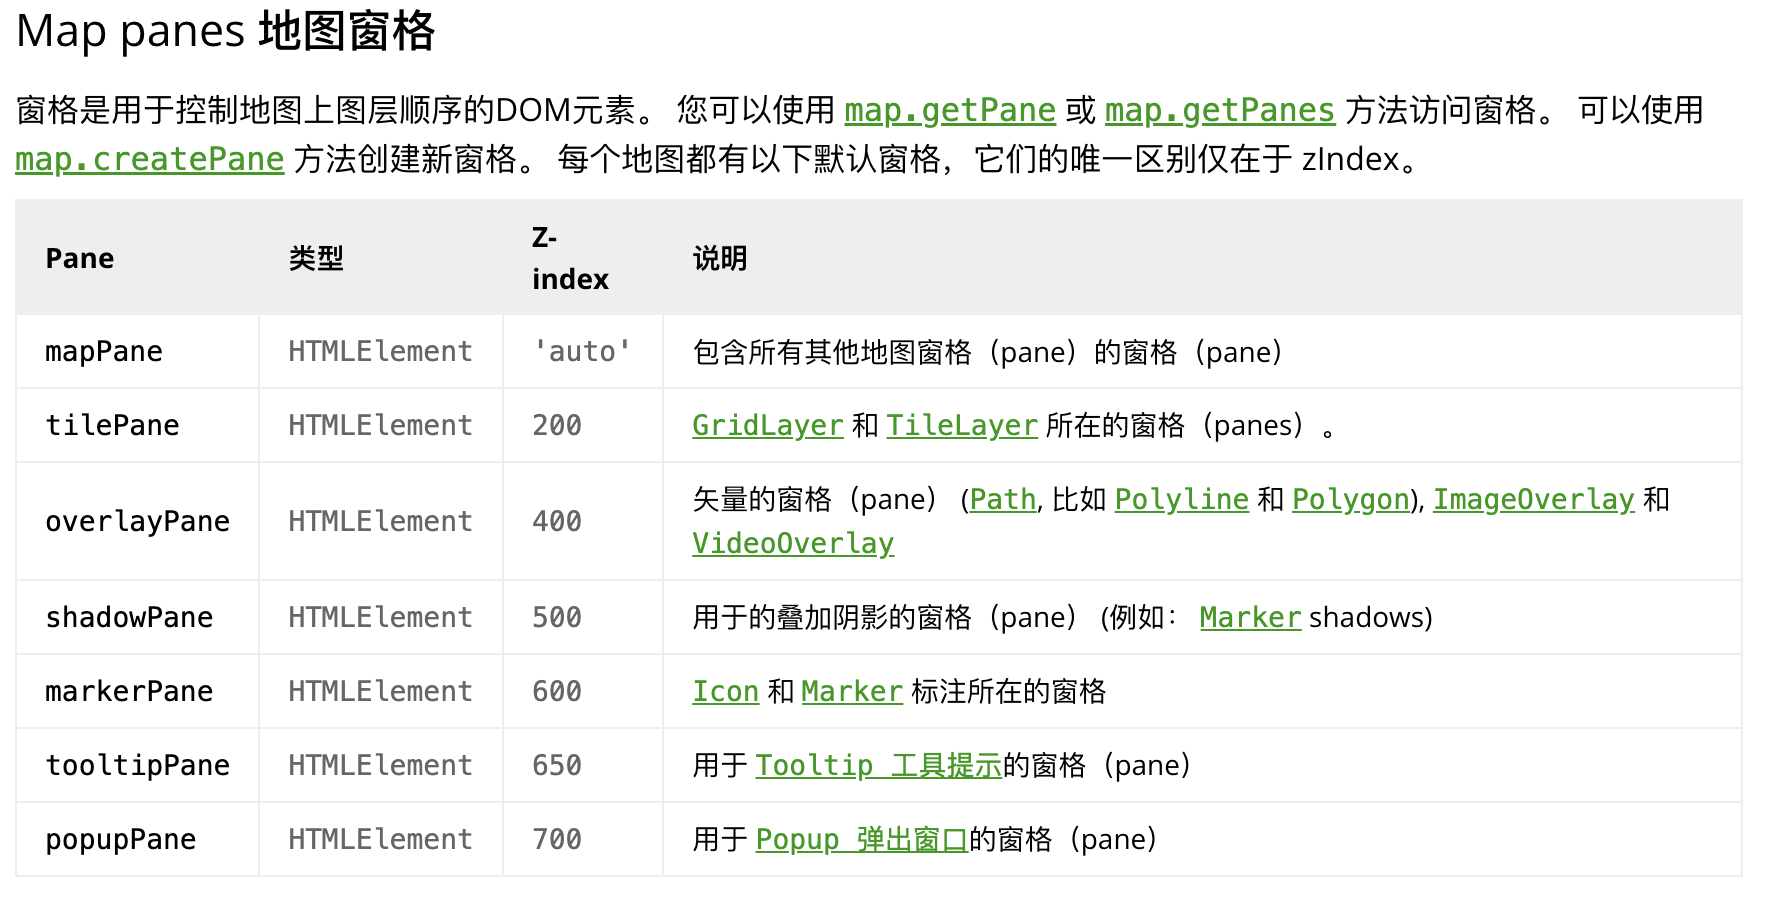 Map panes 地图窗格
窗格是用于控制地图上图层顺序的DOM元素。 您可以使用 map.getPane 或 map.getPanes 方法访问窗格。 可以使用
map.createPane 方法创建新窗格。 每个地图都有以下默认窗格，它们的唯一区别仅在于 zIndex。
Pane 类型 Z-index 说明
mapPane HTMLElement 'auto' 包含所有其他地图窗格（pane）的窗格（pane）
tilePane HTMLElement 200 GridLayer 和 TileLayer 所在的窗格（panes）。
overlayPane HTMLElement 400 矢量的窗格（pane） (Path, 比如 Polyline 和 Polygon), ImageOverlay 和
VideoOverlay
shadowPane HTMLElement 500 用于的叠加阴影的窗格（pane） (例如： Marker shadows)
markerPane HTMLElement 600 Icon 和 Marker 标注所在的窗格
tooltipPane HTMLElement 650 用于 Tooltip 工具提示的窗格（pane）
popupPane HTMLElement 700 用于 Popup 弹出窗口的窗格（pane）